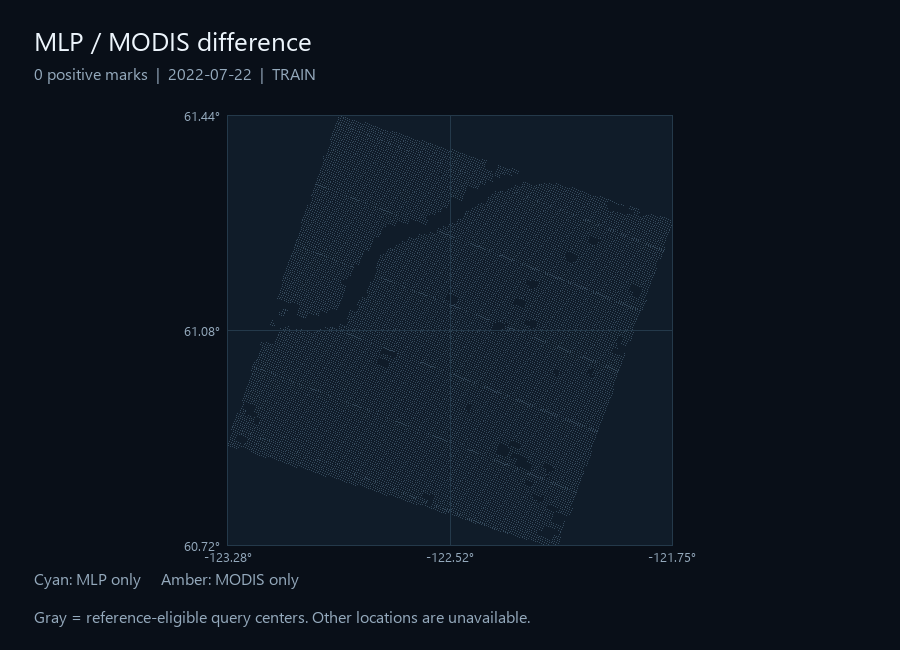 MLP / MODIS difference
0 positive marks | 2022-07-22 | TRAIN
61.44°
61.08°
60.72°
-123.28° -122.52° -121.75°
Cyan: MLP only Amber: MODIS only
Gray = reference-eligible query centers. Other locations are unavailable.